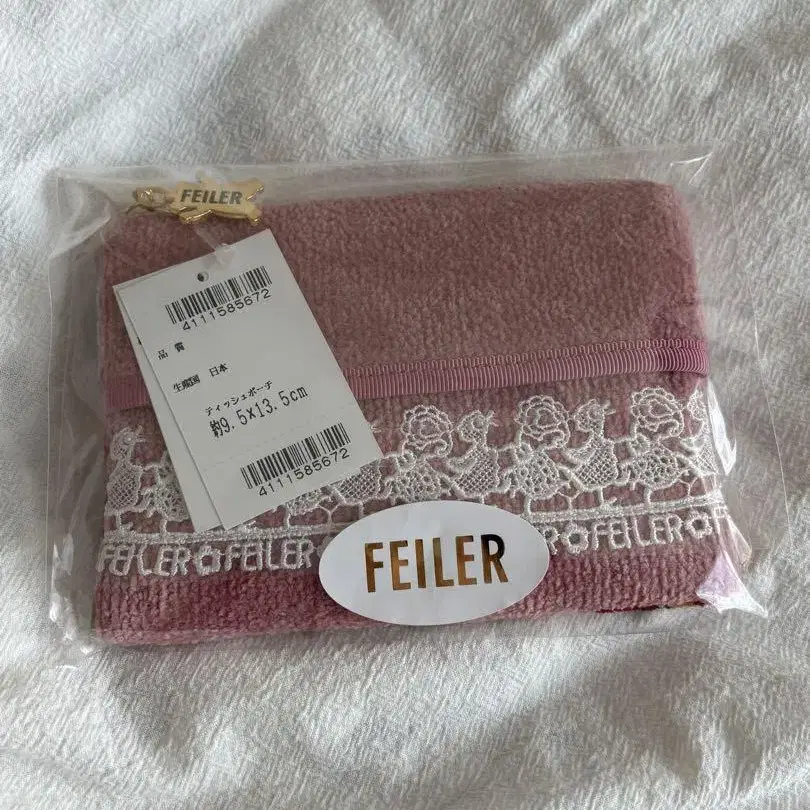 FEILER
4111585672
品 質
生産国 日本
ティッシュポーチ
約9.5×13.5cm
4111585672
FEILER FEILER
FEILER
FEILER